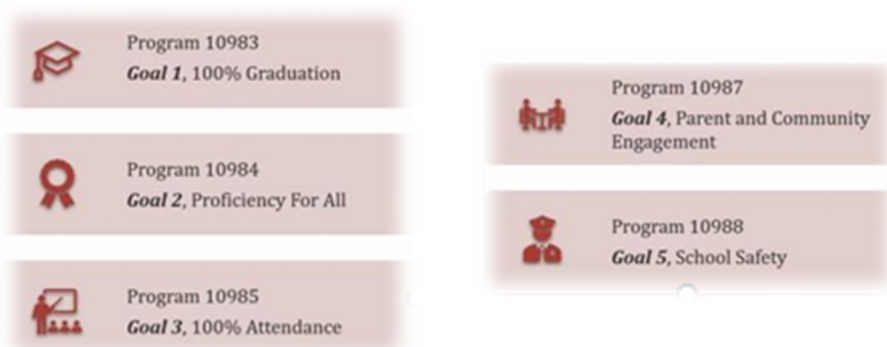 Program 10983
Goal 1, 100% Graduation
Program 10984
Goal 2, Proficiency For All
Program 10985
Goal 3, 100% Attendance
Program 10987
Goal 4, Parent and Community
Engagement
Program 10988
Goal 5, School Safety